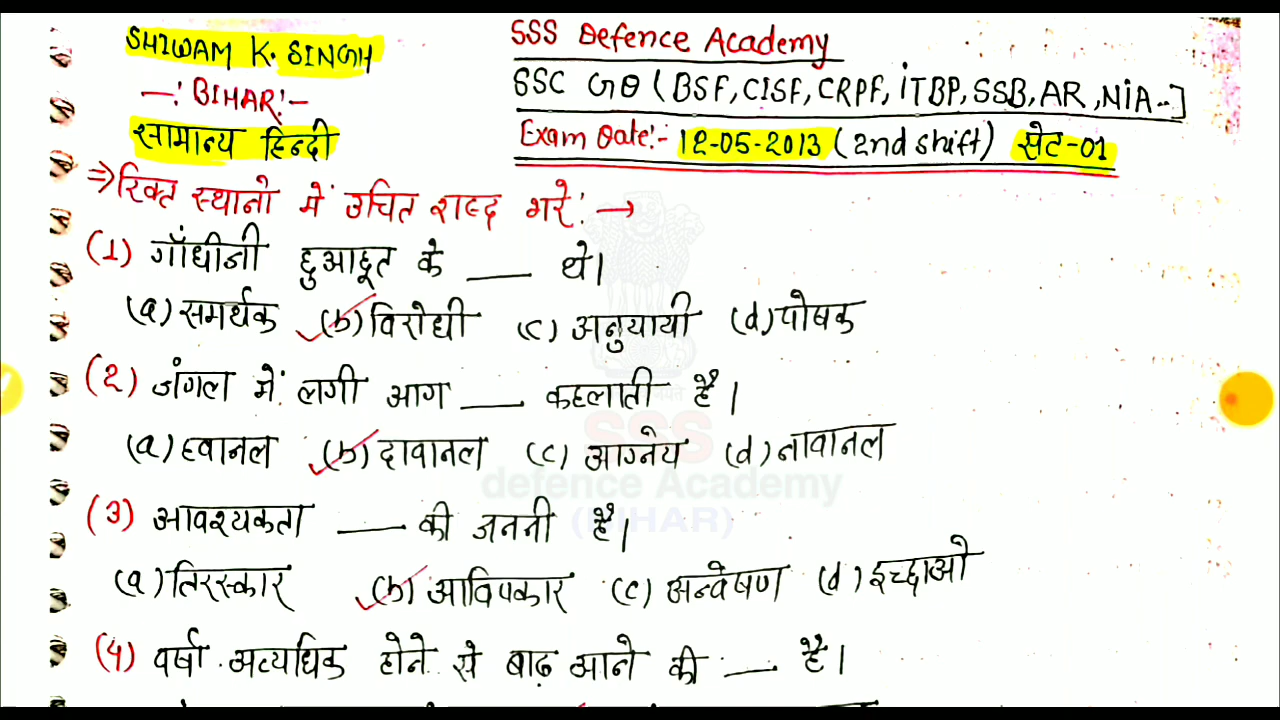 SHIWAM K. SINGH
SSS Defence Academy
—: BIHAR:—
SSC GD (BSF, CISF, CRPF, ITBP, SSB, AR, NIA..]
सामान्य हिन्दी
Exam Date:- 12-05-2013 (2nd shift) सेट-01
⇒ रिक्त स्थानो में उचित शब्द भरे: →
(1) गाँधीजी छुआछूत के ___ थे।
(a) समर्थक (b) विरोधी (c) अनुयायी (d) पोषक
(2) जंगल में लगी आग ___ कहलाती है।
(a) हवानल (b) दावानल (c) आग्नेय (d) नावानल
SSS
defence Academy
(BIHAR)
(3) आवश्यकता ___ की जननी है।
(a) तिरस्कार (b) आविष्कार (c) अन्वेषण (d) इच्छाओ
(4) वर्षा अत्यधिक होने से बाढ़ आने की ___ है।